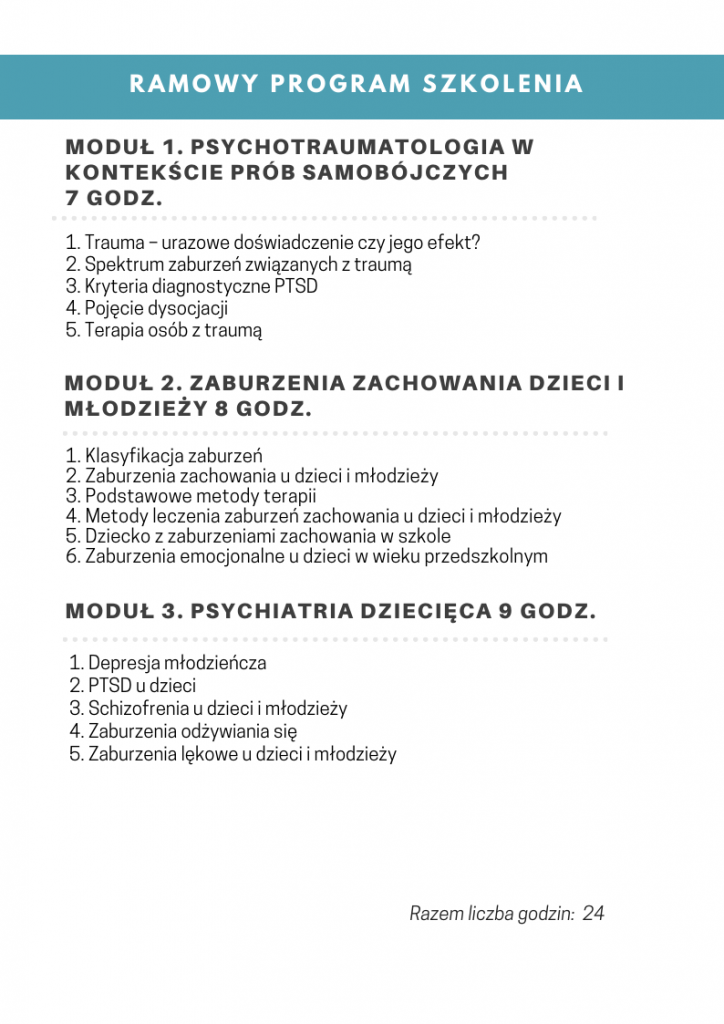 RAMOWY PROGRAM SZKOLENIA
MODUŁ 1. PSYCHOTRAUMATOLOGIA W
KONTEKŚCIE PRÓB SAMOBÓJCZYCH
7 GODZ.
1. Trauma – urazowe doświadczenie czy jego efekt?
2. Spektrum zaburzeń związanych z traumą
3. Kryteria diagnostyczne PTSD
4. Pojęcie dysocjacji
5. Terapia osób z traumą
MODUŁ 2. ZABURZENIA ZACHOWANIA DZIECI I
MŁODZIEŻY 8 GODZ.
1. Klasyfikacja zaburzeń
2. Zaburzenia zachowania u dzieci i młodzieży
3. Podstawowe metody terapii
4. Metody leczenia zaburzeń zachowania u dzieci i młodzieży
5. Dziecko z zaburzeniami zachowania w szkole
6. Zaburzenia emocjonalne u dzieci w wieku przedszkolnym
MODUŁ 3. PSYCHIATRIA DZIECIĘCA 9 GODZ.
1. Depresja młodzieńcza
2. PTSD u dzieci
3. Schizofrenia u dzieci i młodzieży
4. Zaburzenia odżywiania się
5. Zaburzenia lękowe u dzieci i młodzieży
Razem liczba godzin: 24